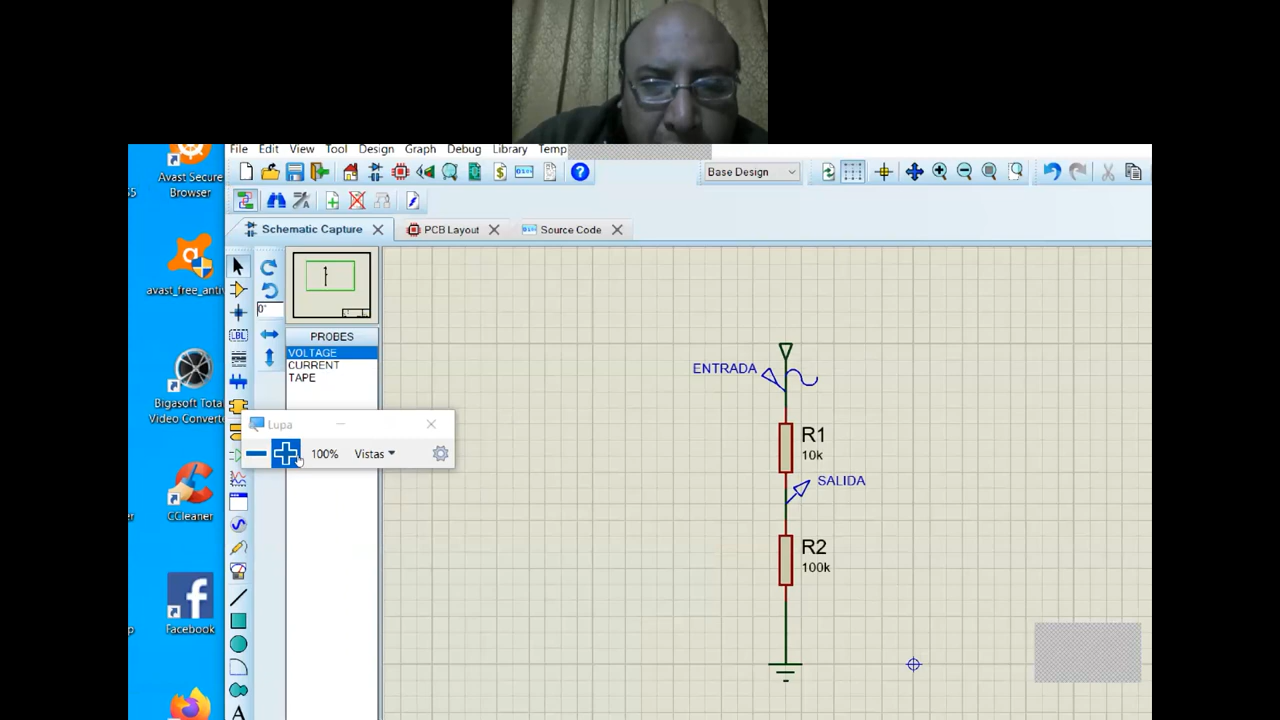 File Edit View Tool Design Graph Debug Library Temp
Avast Secure
Browser
Base Design
Schematic Capture PCB Layout Source Code
avast_free_anti
0°
LBL
PROBES
VOLTAGE
CURRENT
TAPE
ENTRADA
Bigasoft Total
Video Converte
Lupa
100% Vistas
R1
10k
SALIDA
CCleaner
R2
100k
Facebook
A